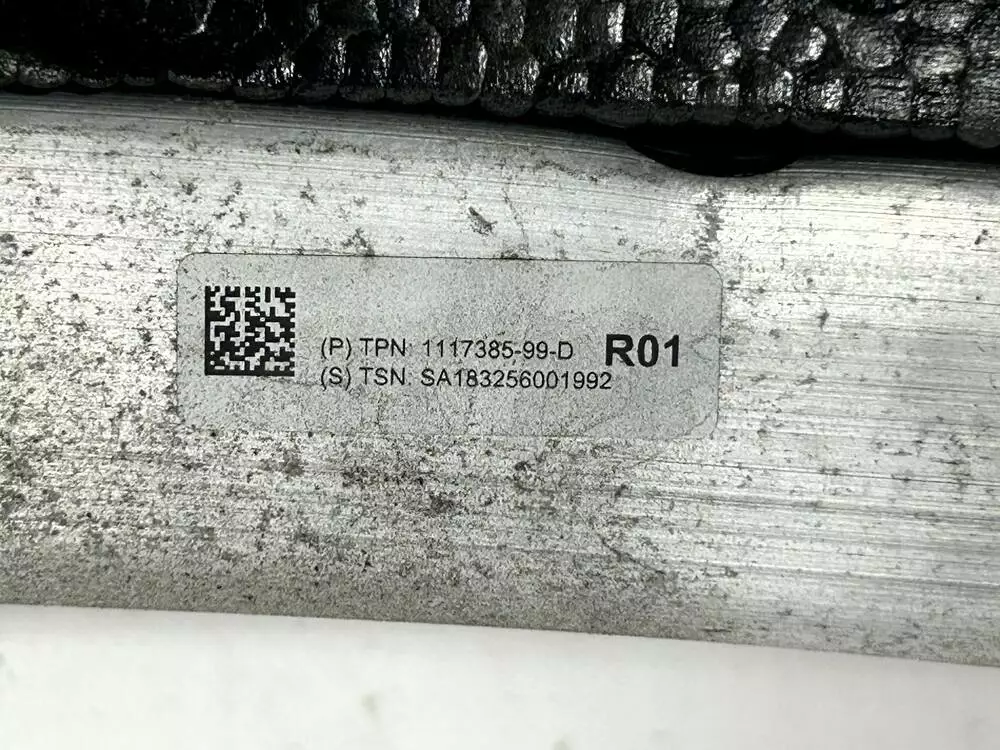 (P) TPN: 1117385-99-D R01
(S) TSN: SA183256001992